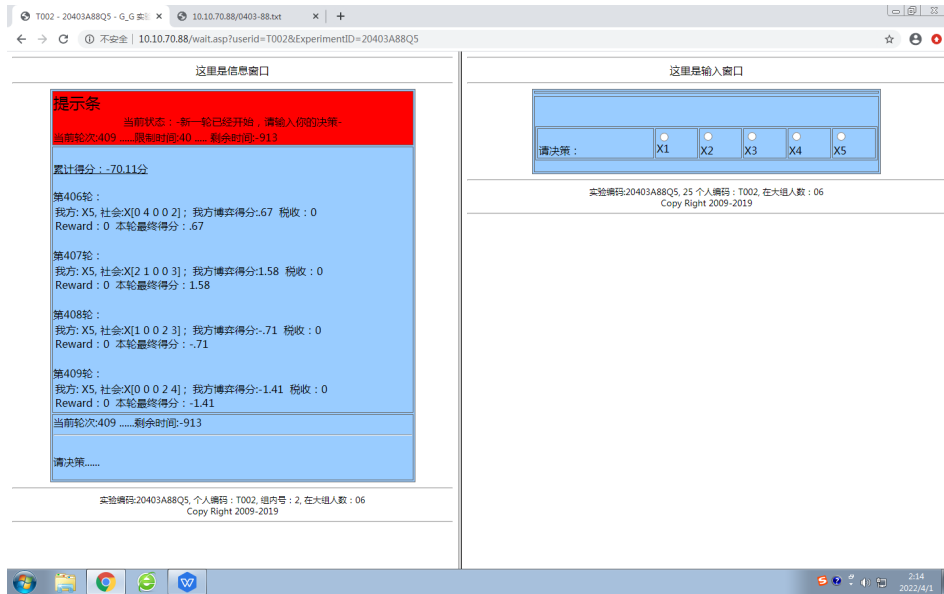 T002 - 20403A88Q5 - G_G 实
10.10.70.88/0403-88.txt
不安全 | 10.10.70.88/wait.asp?userid=T002&ExperimentID=20403A88Q5
这里是信息窗口
提示条
当前状态：-新一轮已经开始，请输入你的决策-
当前轮次:409 ......限制时间:40 ..... 剩余时间:-913
累计得分：-70.11分
第406轮：
我方: X5, 社会:X[0 4 0 0 2]； 我方博弈得分:.67 税收：0
Reward：0 本轮最终得分：.67
第407轮：
我方: X5, 社会:X[2 1 0 0 3]； 我方博弈得分:1.58 税收：0
Reward：0 本轮最终得分：1.58
第408轮：
我方: X5, 社会:X[1 0 0 2 3]； 我方博弈得分:-.71 税收：0
Reward：0 本轮最终得分：-.71
第409轮：
我方: X5, 社会:X[0 0 0 2 4]； 我方博弈得分:-1.41 税收：0
Reward：0 本轮最终得分：-1.41
当前轮次:409 ......剩余时间:-913
请决策......
实验编码:20403A88Q5, 个人编码：T002, 组内号：2, 在大组人数：06
Copy Right 2009-2019
这里是输入窗口
请决策： X1 X2 X3 X4 X5
实验编码:20403A88Q5, 25 个人编码：T002, 在大组人数：06
Copy Right 2009-2019
2:14
2022/4/1